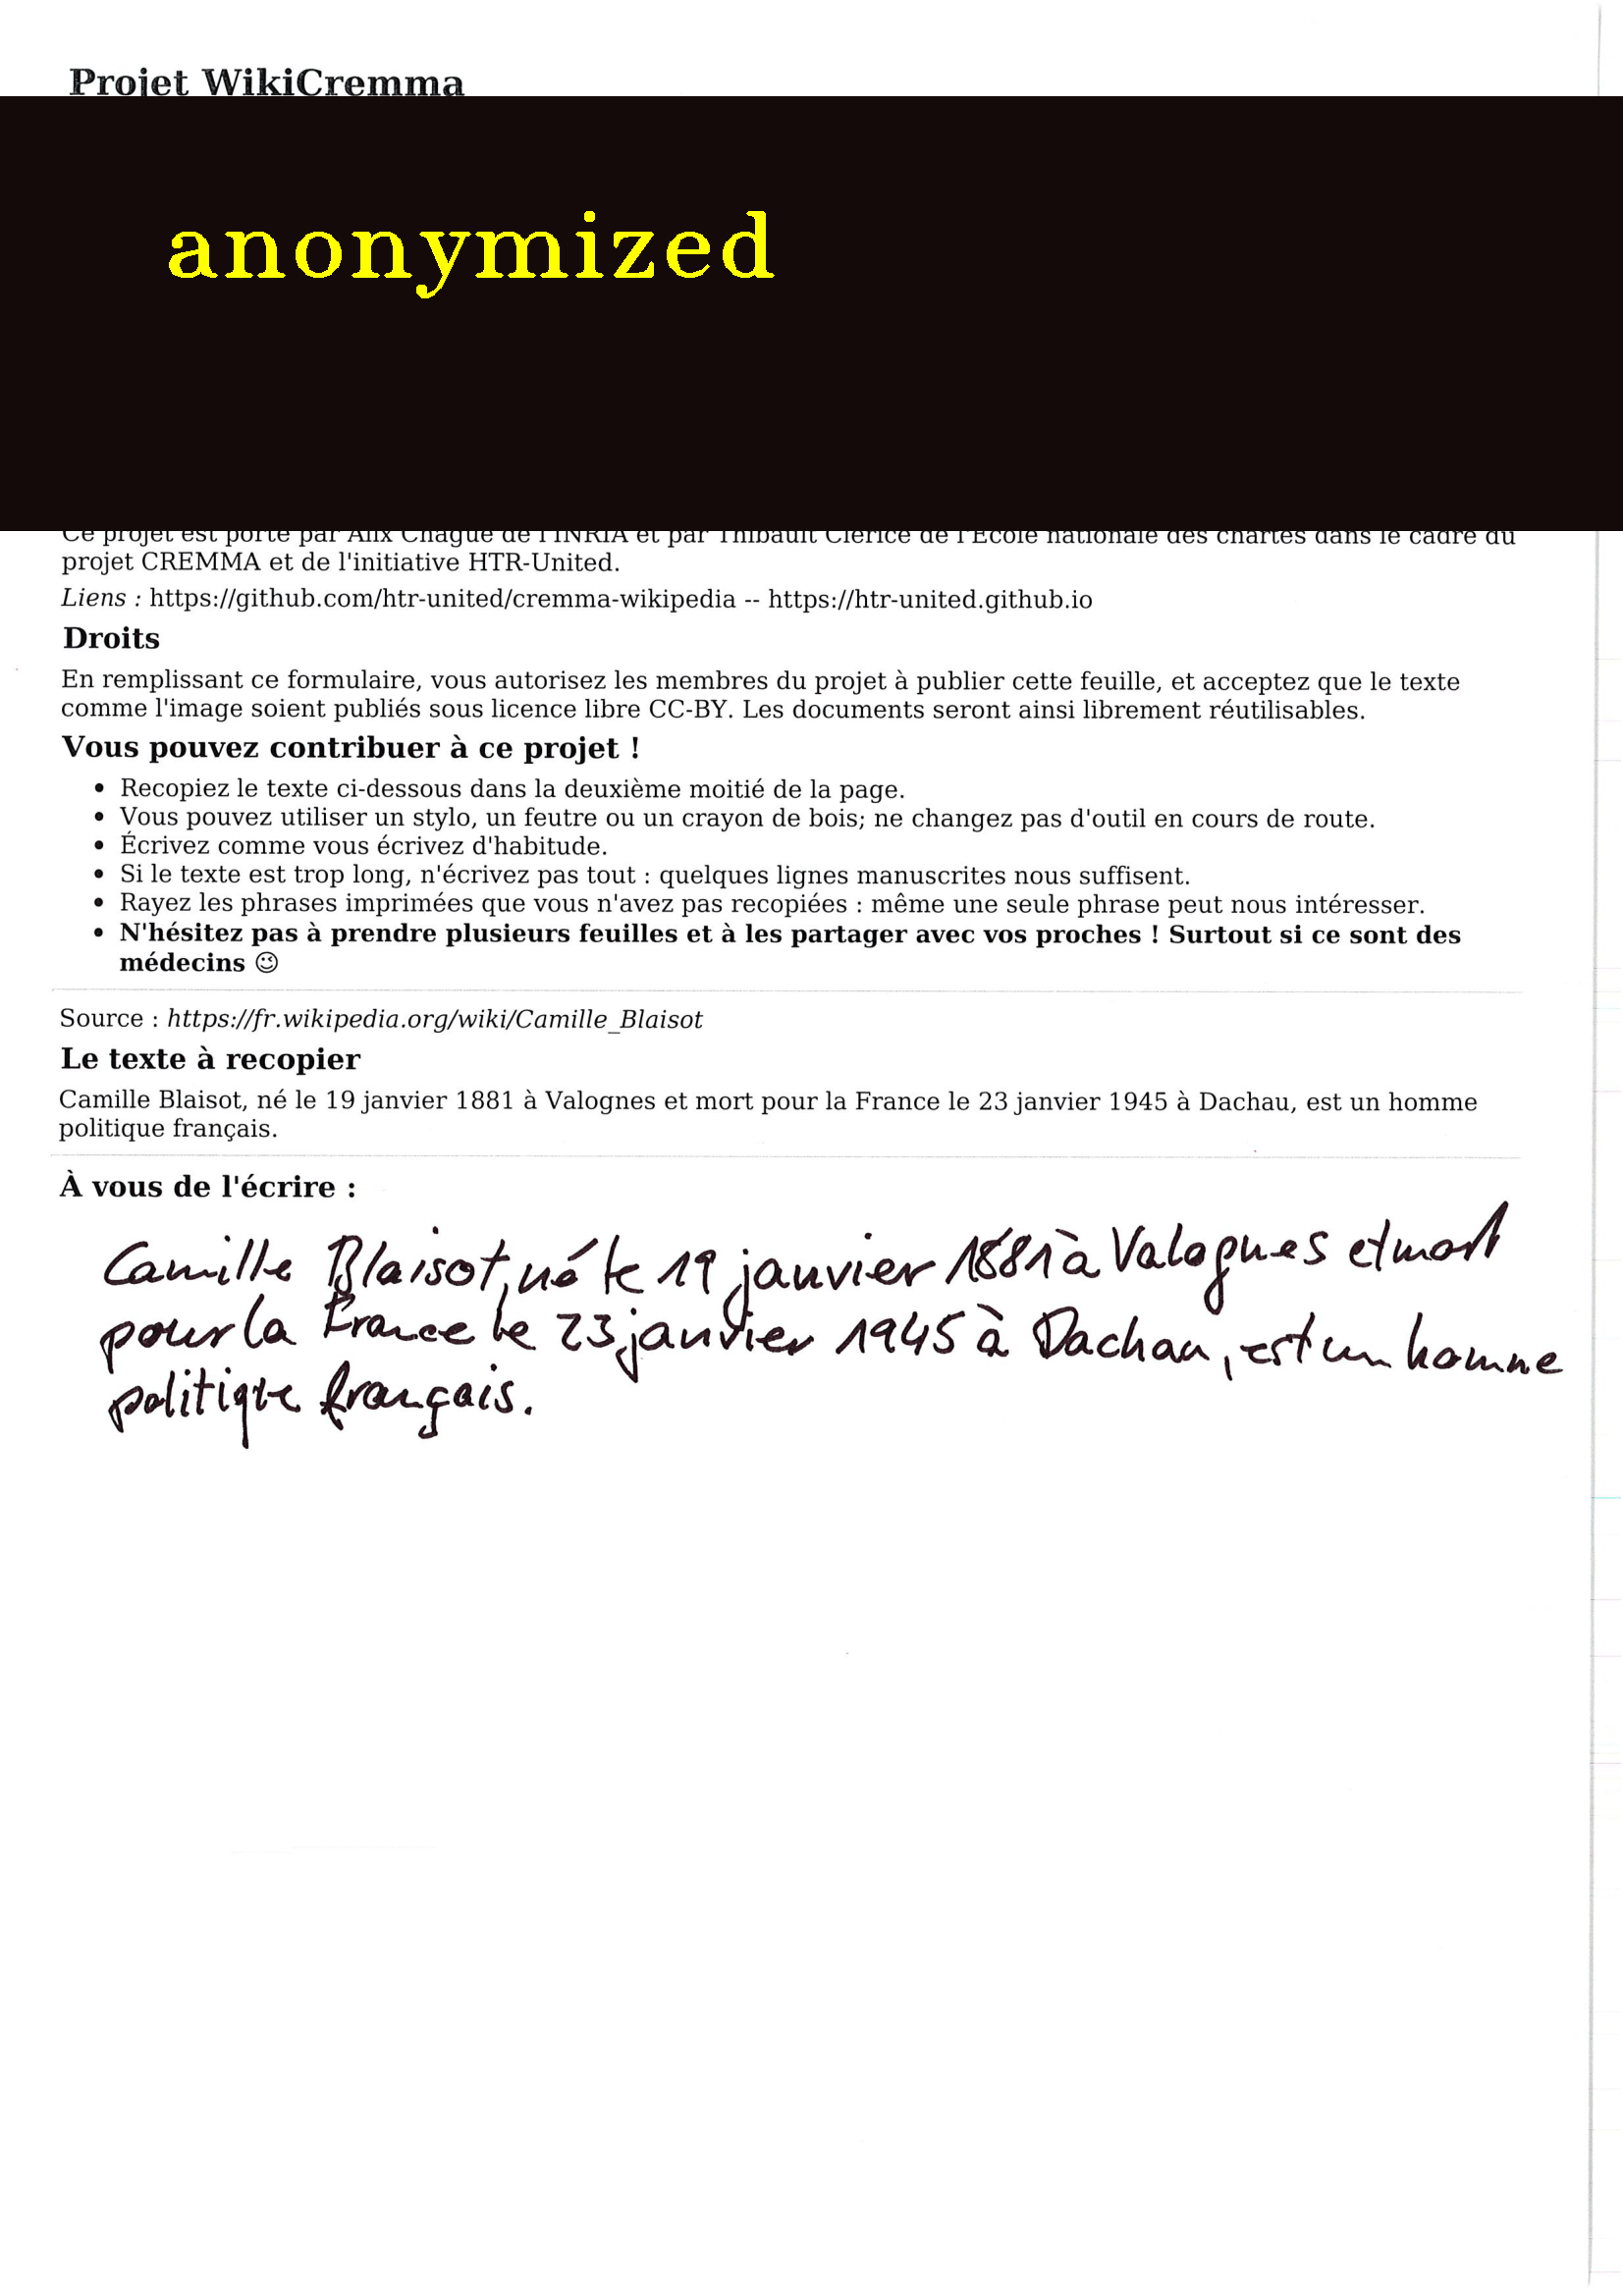 Projet WikiCremma
anonymized
Ce projet est porté par Alix Chagué de l'INRIA et par Thibault Clérice de l'École nationale des chartes dans le cadre du
projet CREMMA et de l'initiative HTR-United.
Liens : https://github.com/htr-united/cremma-wikipedia -- https://htr-united.github.io
Droits
En remplissant ce formulaire, vous autorisez les membres du projet à publier cette feuille, et acceptez que le texte
comme l'image soient publiés sous licence libre CC-BY. Les documents seront ainsi librement réutilisables.
Vous pouvez contribuer à ce projet !
• Recopiez le texte ci-dessous dans la deuxième moitié de la page.
• Vous pouvez utiliser un stylo, un feutre ou un crayon de bois; ne changez pas d'outil en cours de route.
• Écrivez comme vous écrivez d'habitude.
• Si le texte est trop long, n'écrivez pas tout : quelques lignes manuscrites nous suffisent.
• Rayez les phrases imprimées que vous n'avez pas recopiées : même une seule phrase peut nous intéresser.
• N'hésitez pas à prendre plusieurs feuilles et à les partager avec vos proches ! Surtout si ce sont des
médecins 😉
Source : https://fr.wikipedia.org/wiki/Camille_Blaisot
Le texte à recopier
Camille Blaisot, né le 19 janvier 1881 à Valognes et mort pour la France le 23 janvier 1945 à Dachau, est un homme
politique français.
À vous de l'écrire :
Camille Blaisot, né le 19 janvier 1881 à Valognes et mort
pour la France le 23 janvier 1945 à Dachau, est un homme
politique français.